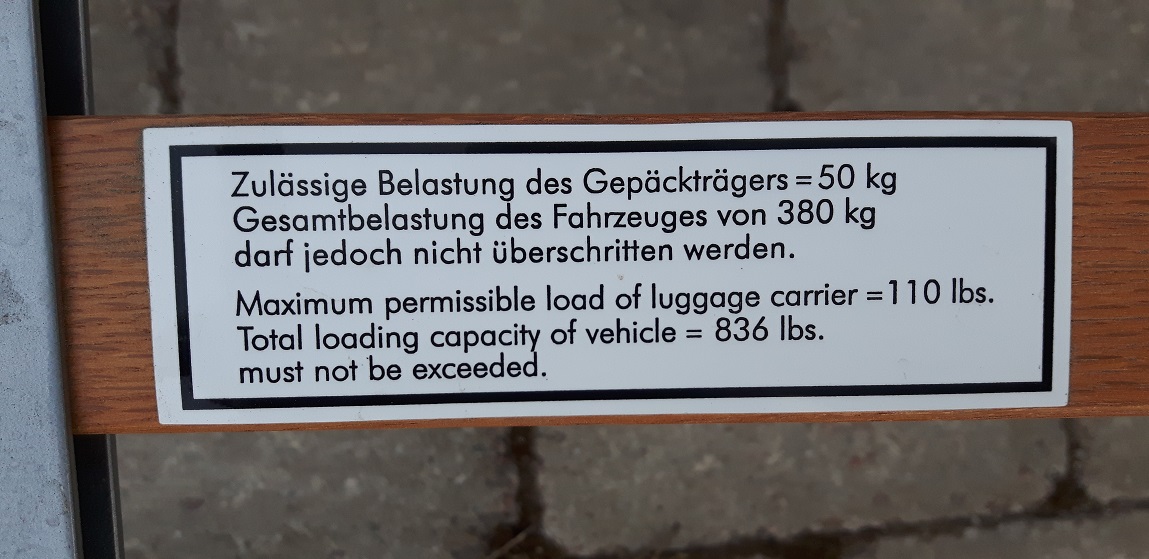 Zulässige Belastung des Gepäckträgers = 50 kg
Gesamtbelastung des Fahrzeuges von 380 kg
darf jedoch nicht überschritten werden.
Maximum permissible load of luggage carrier = 110 lbs.
Total loading capacity of vehicle = 836 lbs.
must not be exceeded.